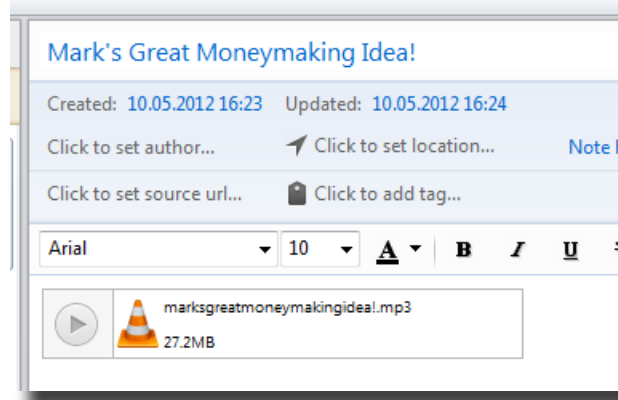 Mark's Great Moneymaking Idea!
Created: 10.05.2012 16:23 Updated: 10.05.2012 16:24
Click to set author... Click to set location... Note
Click to set source url... Click to add tag...
Arial 10 A B I U
marksgreatmoneymakingidea!.mp3
27.2MB